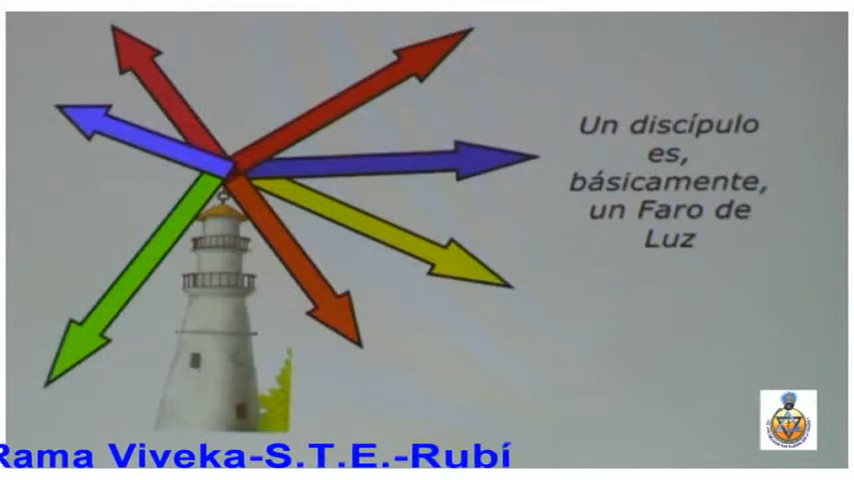 Un discípulo
es,
básicamente,
un Faro de
Luz
Rama Viveka-S.T.E.-Rubí